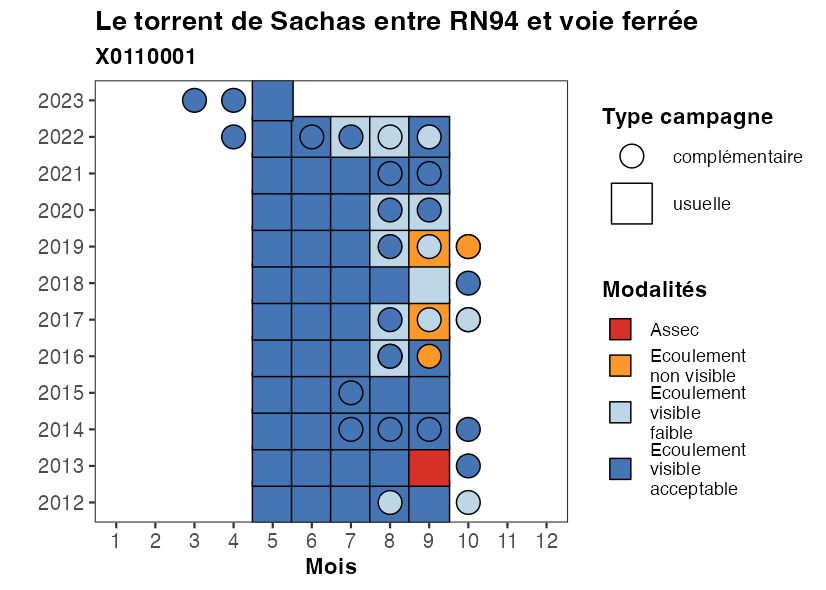 Le torrent de Sachas entre RN94 et voie ferrée
X0110001
2023
2022
2021
2020
2019
2018
2017
2016
2015
2014
2013
2012
1 2 3 4 5 6 7 8 9 10 11 12
Mois
Type campagne
complémentaire
usuelle
Modalités
Assec
Ecoulement
non visible
Ecoulement
visible
faible
Ecoulement
visible
acceptable